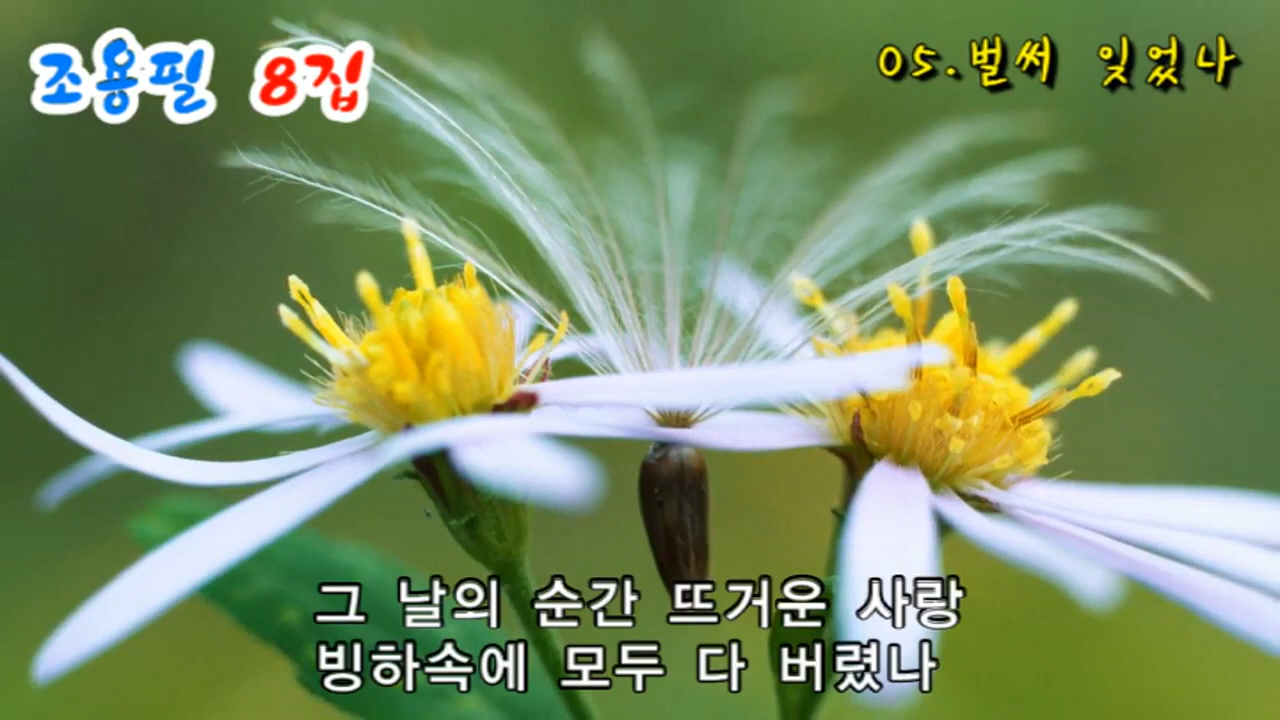 조용필 8집
05.벌써 잊었나
그 날의 순간 뜨거운 사랑
빙하속에 모두 다 버렸나